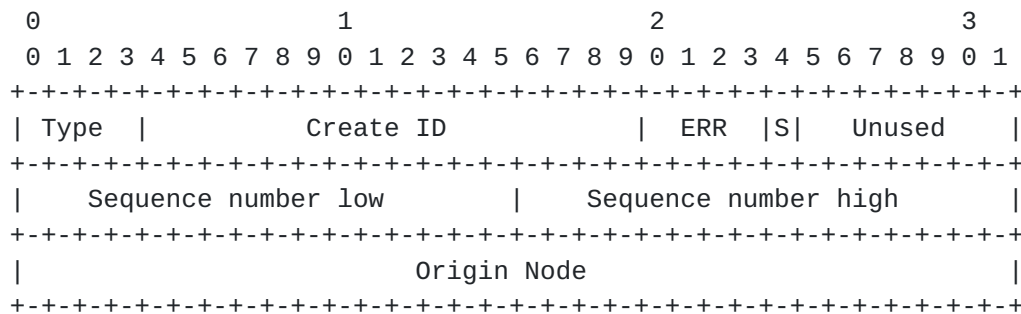 0                   1                   2                   3
 0 1 2 3 4 5 6 7 8 9 0 1 2 3 4 5 6 7 8 9 0 1 2 3 4 5 6 7 8 9 0 1
+-+-+-+-+-+-+-+-+-+-+-+-+-+-+-+-+-+-+-+-+-+-+-+-+-+-+-+-+-+-+-+-+
| Type  |          Create ID            |  ERR  |S|   Unused    |
+-+-+-+-+-+-+-+-+-+-+-+-+-+-+-+-+-+-+-+-+-+-+-+-+-+-+-+-+-+-+-+-+
|    Sequence number low        |    Sequence number high       |
+-+-+-+-+-+-+-+-+-+-+-+-+-+-+-+-+-+-+-+-+-+-+-+-+-+-+-+-+-+-+-+-+
|                         Origin Node                           |
+-+-+-+-+-+-+-+-+-+-+-+-+-+-+-+-+-+-+-+-+-+-+-+-+-+-+-+-+-+-+-+-+